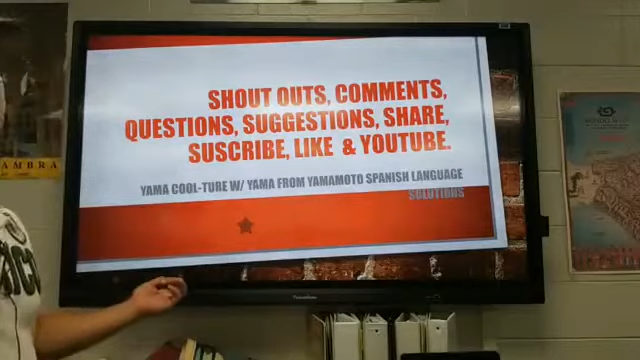 SHOUT OUTS, COMMENTS,
QUESTIONS, SUGGESTIONS, SHARE,
SUSCRIBE, LIKE & YOUTUBE.
YAMA COOL-TURE W/ YAMA FROM YAMAMOTO SPANISH LANGUAGE
SOLUTIONS
AMBRA